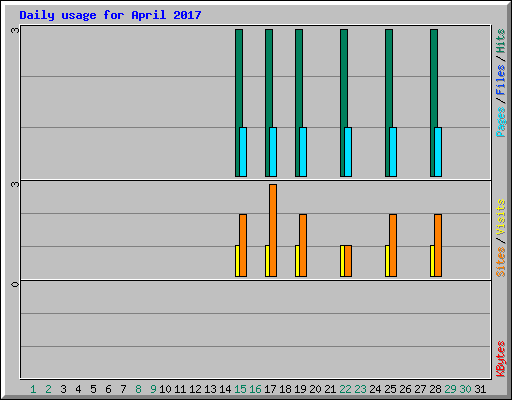 Daily usage for April 2017
3
Pages / Files / Hits
3
Sites / Visits
0
KBytes
1 2 3 4 5 6 7 8 9 10 11 12 13 14 15 16 17 18 19 20 21 22 23 24 25 26 27 28 29 30 31